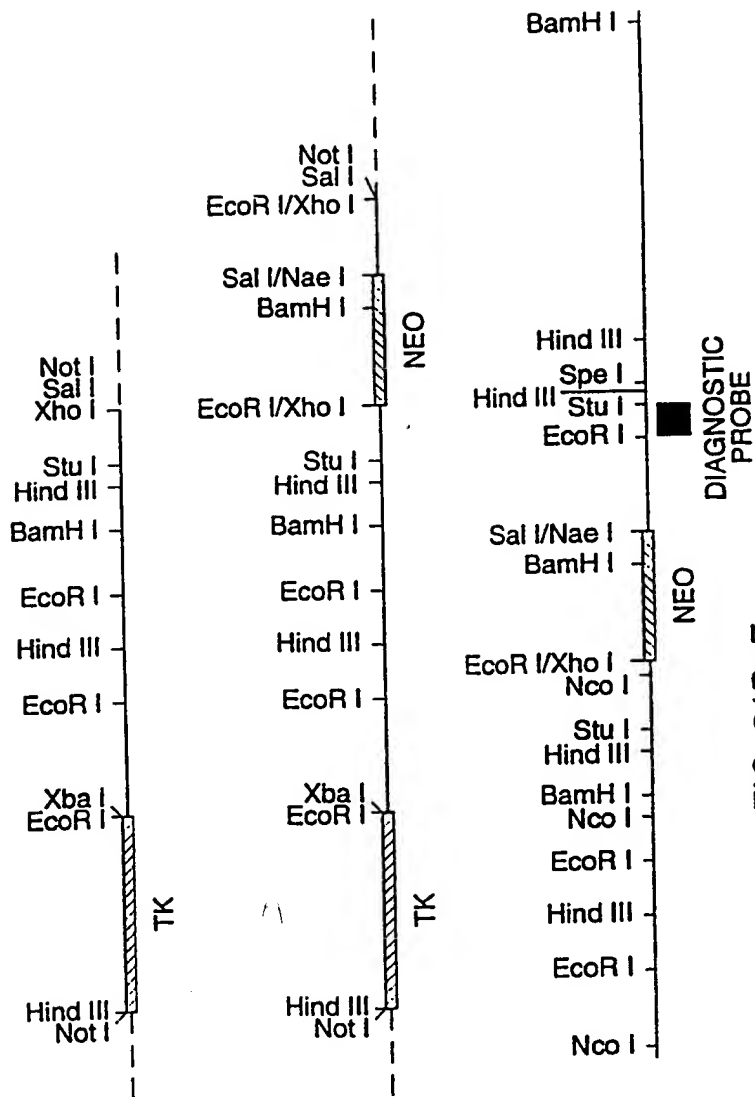 Not I
Sal I
Xho I
Stu I
Hind III
BamH I
EcoR I
Hind III
EcoR I
Xba I
EcoR I
TK
Hind III
Not I
Not I
Sal I
EcoR I/Xho I
Sal I/Nae I
BamH I
NEO
EcoR I/Xho I
Stu I
Hind III
BamH I
EcoR I
Hind III
EcoR I
Xba I
EcoR I
TK
Hind III
Not I
BamH I
Hind III
Spe I
Hind III
Stu I
EcoR I
DIAGNOSTIC
PROBE
Sal I/Nae I
BamH I
NEO
EcoR I/Xho I
Nco I
Stu I
Hind III
BamH I
Nco I
EcoR I
Hind III
EcoR I
Nco I